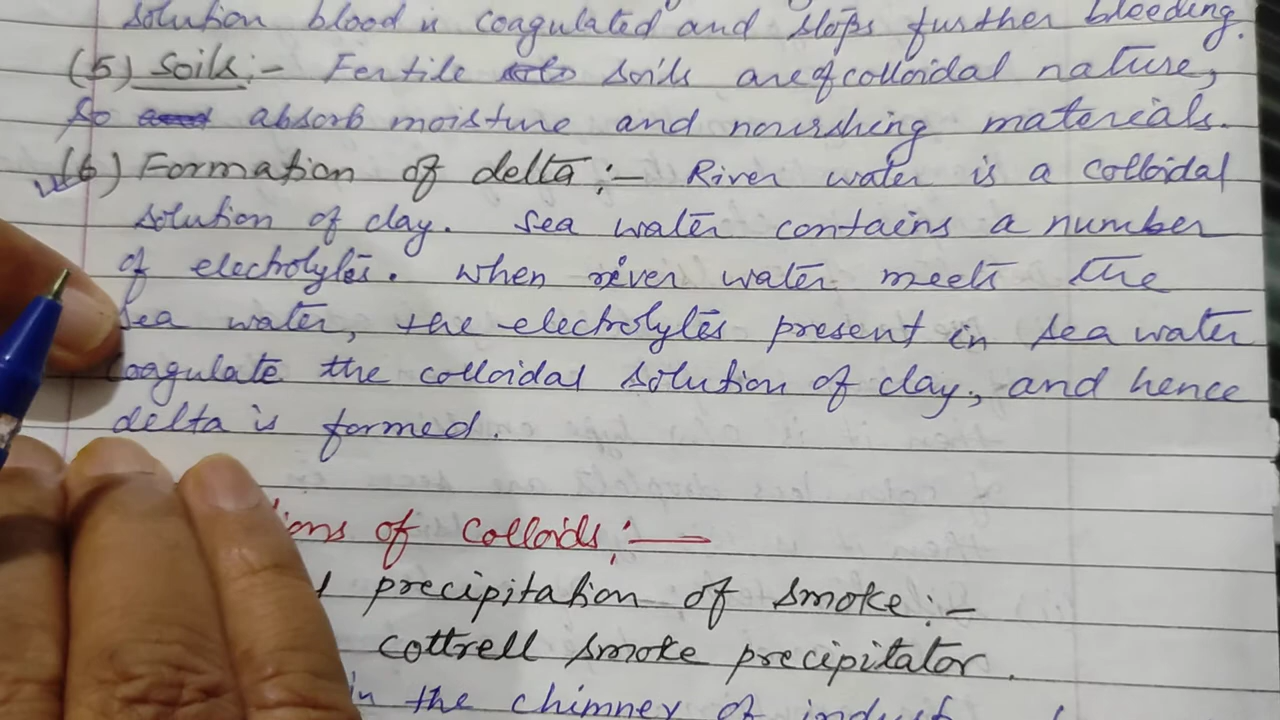 solution blood is coagulated and stops further bleeding.
(5) Soils:- Fertile soils are of colloidal nature,
so absorb moisture and nourshing materials.
(6) Formation of delta:- River water is a colloidal
solution of clay. Sea water contains a number
of electrolytes. When river water meets the
sea water, the electrolytes present in sea water
coagulate the colloidal solution of clay, and hence
delta is formed.
of Colloids:-
precipitation of smoke:-
cottrell smoke precipitator.
in the chimney of